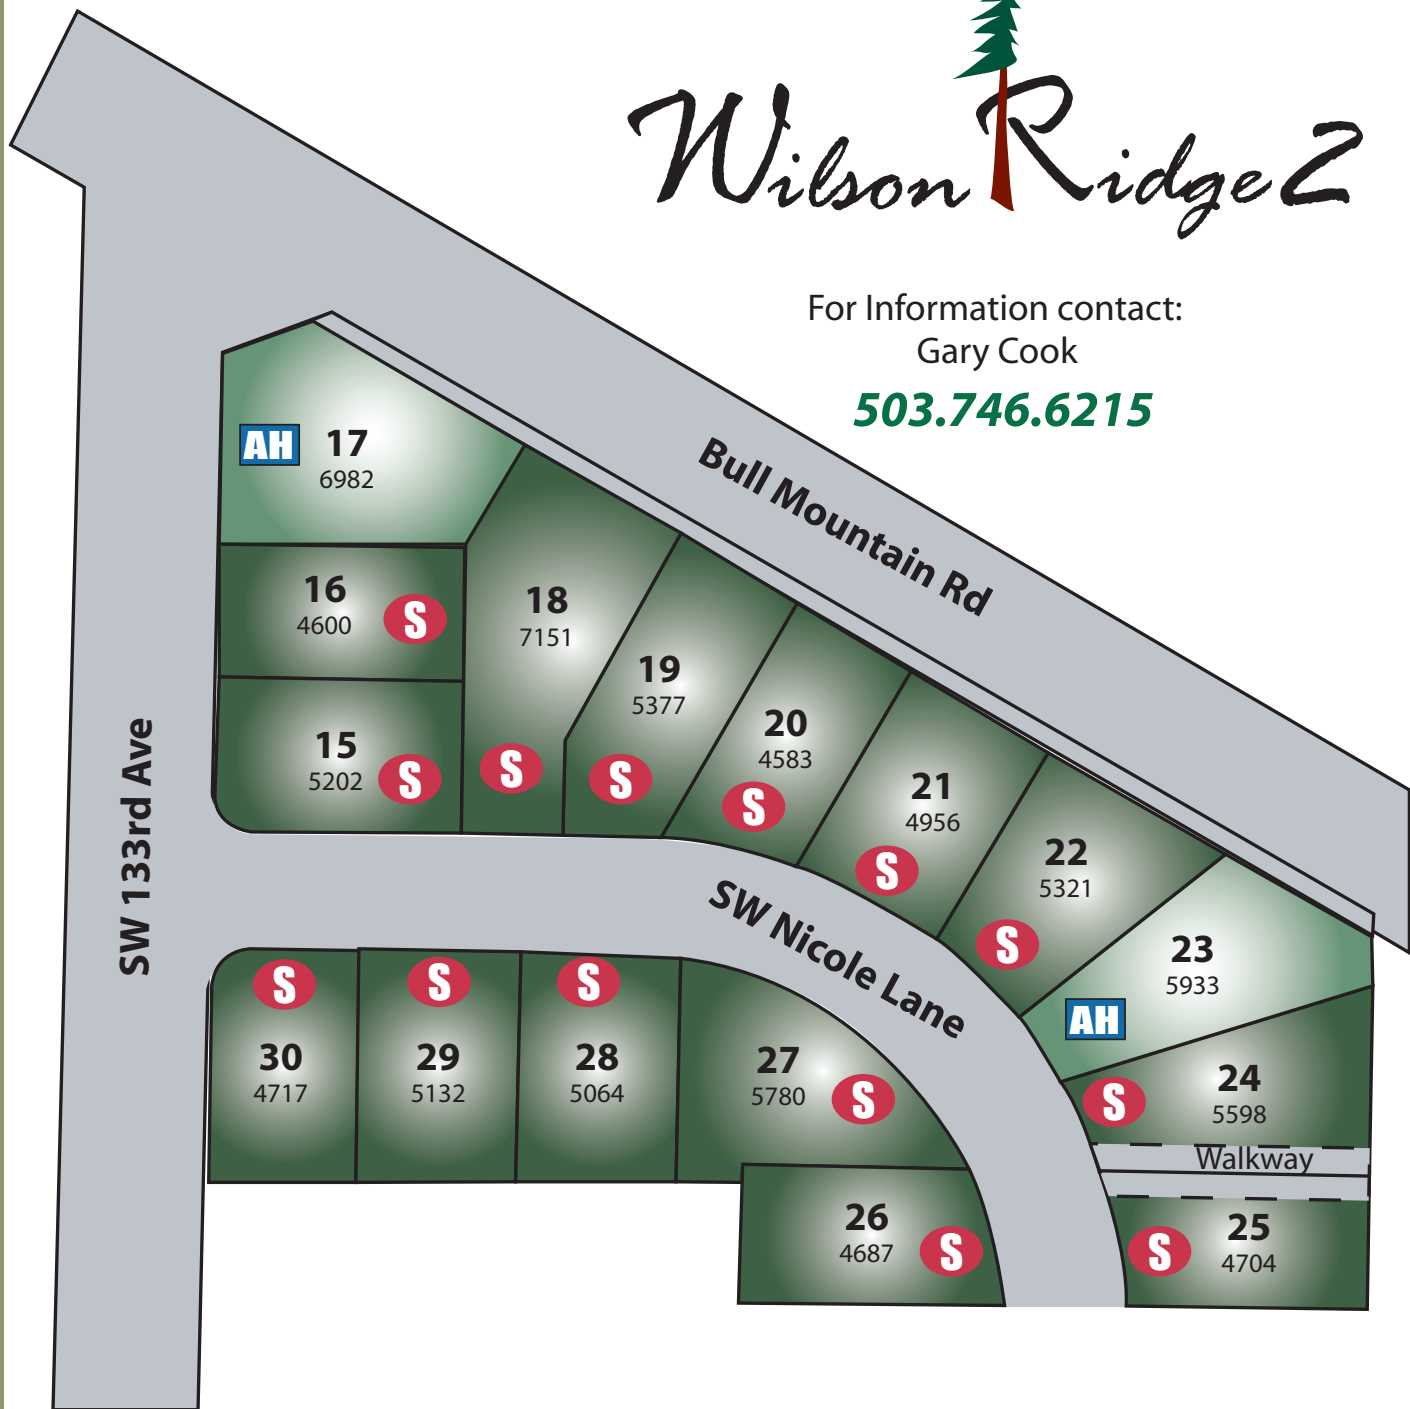 Wilson Ridge 2
For Information contact:
Gary Cook
503.746.6215
Bull Mountain Rd
SW 133rd Ave
SW Nicole Lane
AH
17
6982
16
4600
S
15
5202
S
18
7151
S
19
5377
S
20
4583
S
21
4956
S
22
5321
S
23
5933
AH
24
5598
S
Walkway
25
4704
S
26
4687
S
27
5780
S
S
28
5064
S
29
5132
S
30
4717